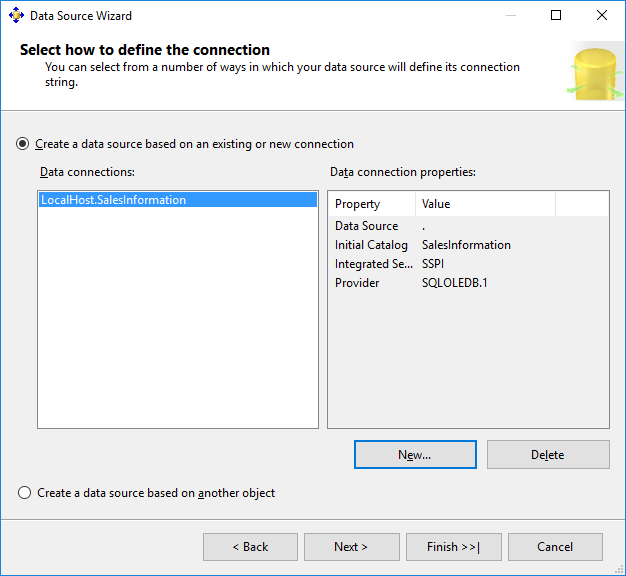 Data Source Wizard
Select how to define the connection
You can select from a number of ways in which your data source will define its connection
string.
Create a data source based on an existing or new connection
Data connections:
Data connection properties:
LocalHost.SalesInformation
Property Value
Data Source .
Initial Catalog SalesInformation
Integrated Se... SSPI
Provider SQLOLEDB.1
New...
Delete
Create a data source based on another object
< Back
Next >
Finish >>|
Cancel